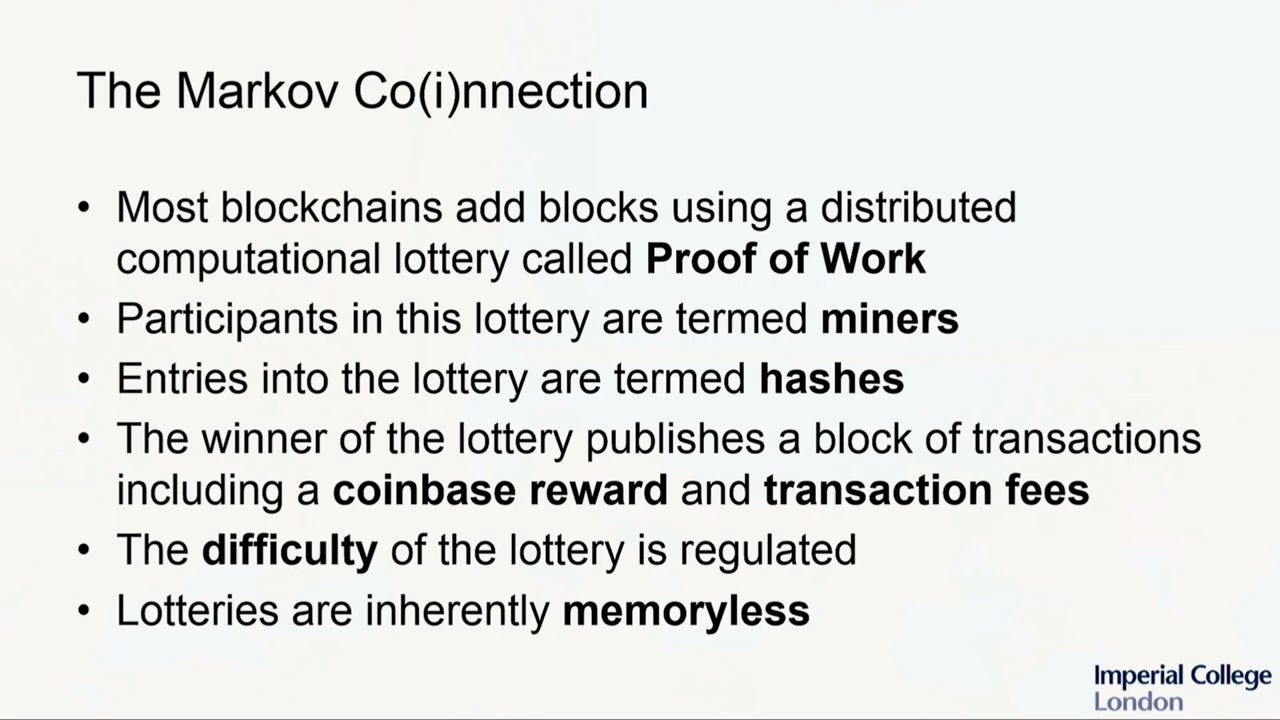 The Markov Co(i)nnection
• Most blockchains add blocks using a distributed
computational lottery called Proof of Work
• Participants in this lottery are termed miners
• Entries into the lottery are termed hashes
• The winner of the lottery publishes a block of transactions
including a coinbase reward and transaction fees
• The difficulty of the lottery is regulated
• Lotteries are inherently memoryless
Imperial College
London